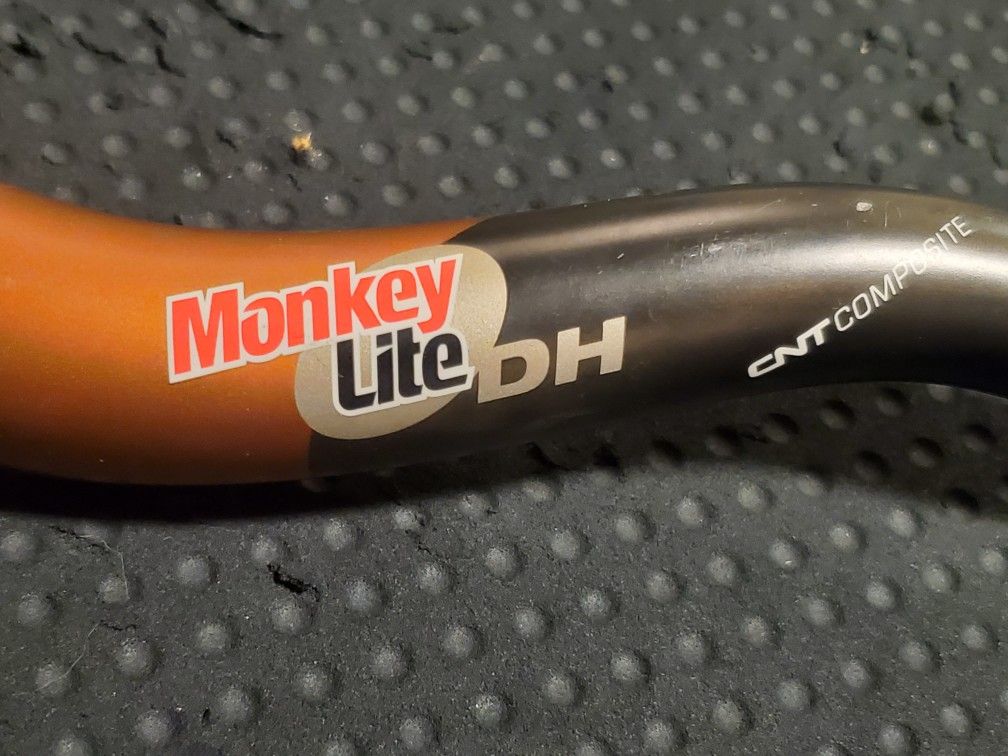 Monkey
Lite DH
CNT COMPOSITE